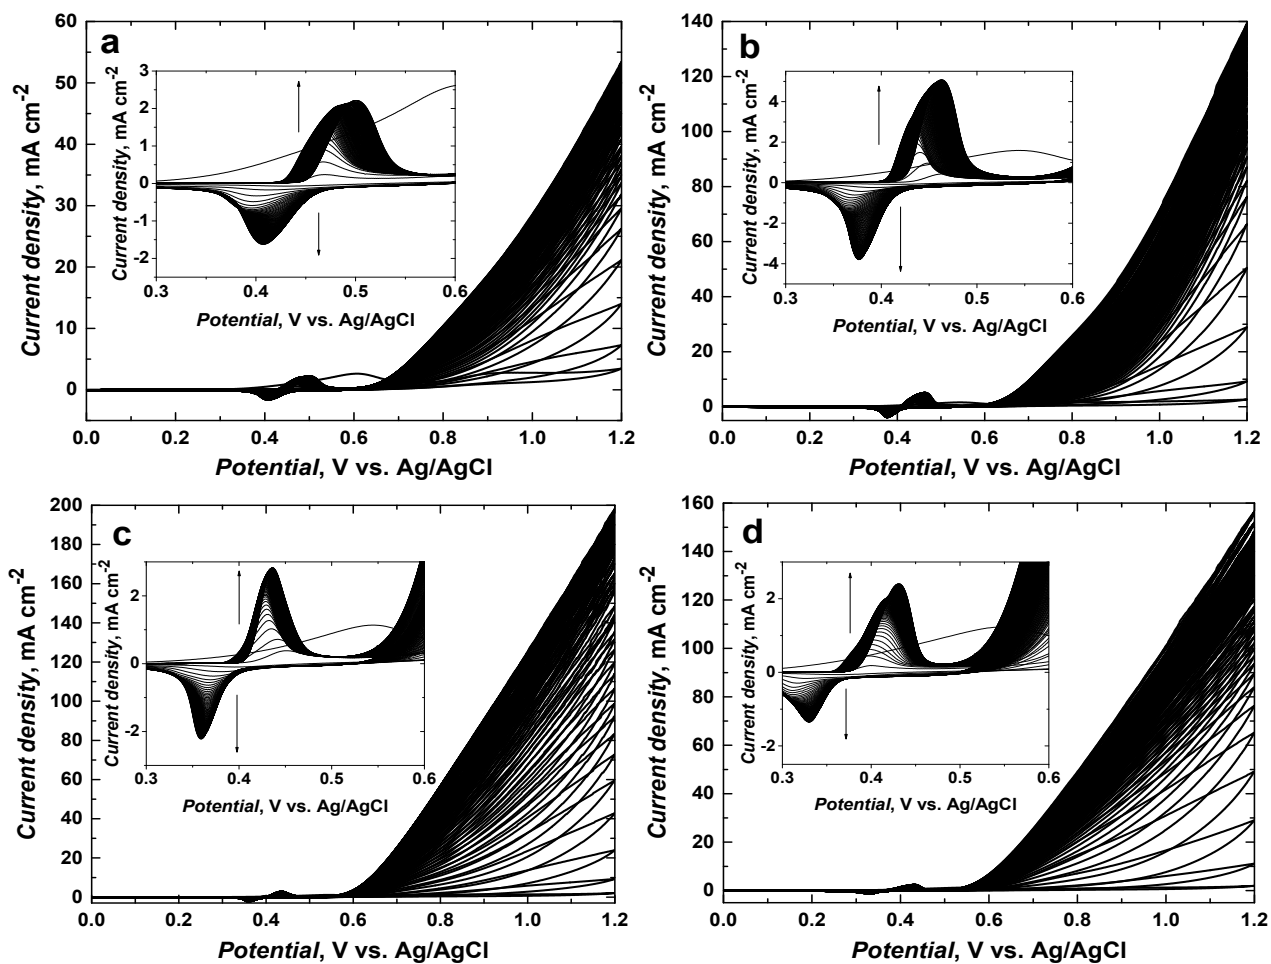 a
60
50
40
30
20
10
0
Current density, mA cm-2
0.0 0.2 0.4 0.6 0.8 1.0 1.2
Potential, V vs. Ag/AgCl
3
2
1
0
-1
-2
Current density, mA cm-2
0.3 0.4 0.5 0.6
Potential, V vs. Ag/AgCl
b
140
120
100
80
60
40
20
0
Current density, mA cm-2
0.0 0.2 0.4 0.6 0.8 1.0 1.2
Potential, V vs. Ag/AgCl
4
2
0
-2
-4
Current density, mA cm-2
0.3 0.4 0.5 0.6
Potential, V vs. Ag/AgCl
c
200
180
160
140
120
100
80
60
40
20
0
Current density, mA cm-2
0.0 0.2 0.4 0.6 0.8 1.0 1.2
Potential, V vs. Ag/AgCl
2
0
-2
Current density, mA cm-2
0.3 0.4 0.5 0.6
Potential, V vs. Ag/AgCl
d
160
140
120
100
80
60
40
20
0
Current density, mA cm-2
0.0 0.2 0.4 0.6 0.8 1.0 1.2
Potential, V vs. Ag/AgCl
2
0
-2
Current density, mA cm-2
0.3 0.4 0.5 0.6
Potential, V vs. Ag/AgCl